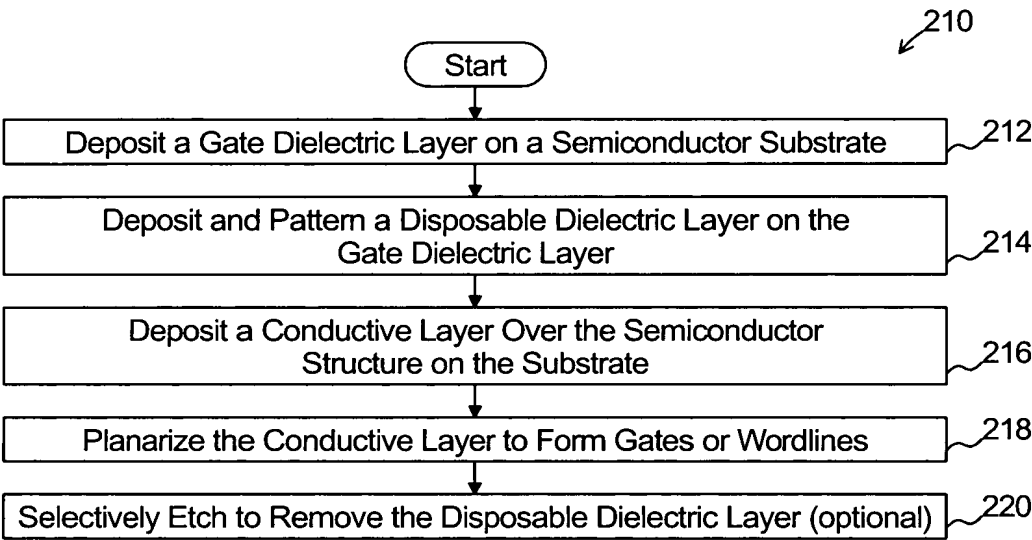 210
Start
Deposit a Gate Dielectric Layer on a Semiconductor Substrate
212
Deposit and Pattern a Disposable Dielectric Layer on the
Gate Dielectric Layer
214
Deposit a Conductive Layer Over the Semiconductor
Structure on the Substrate
216
Planarize the Conductive Layer to Form Gates or Wordlines
218
Selectively Etch to Remove the Disposable Dielectric Layer (optional)
220